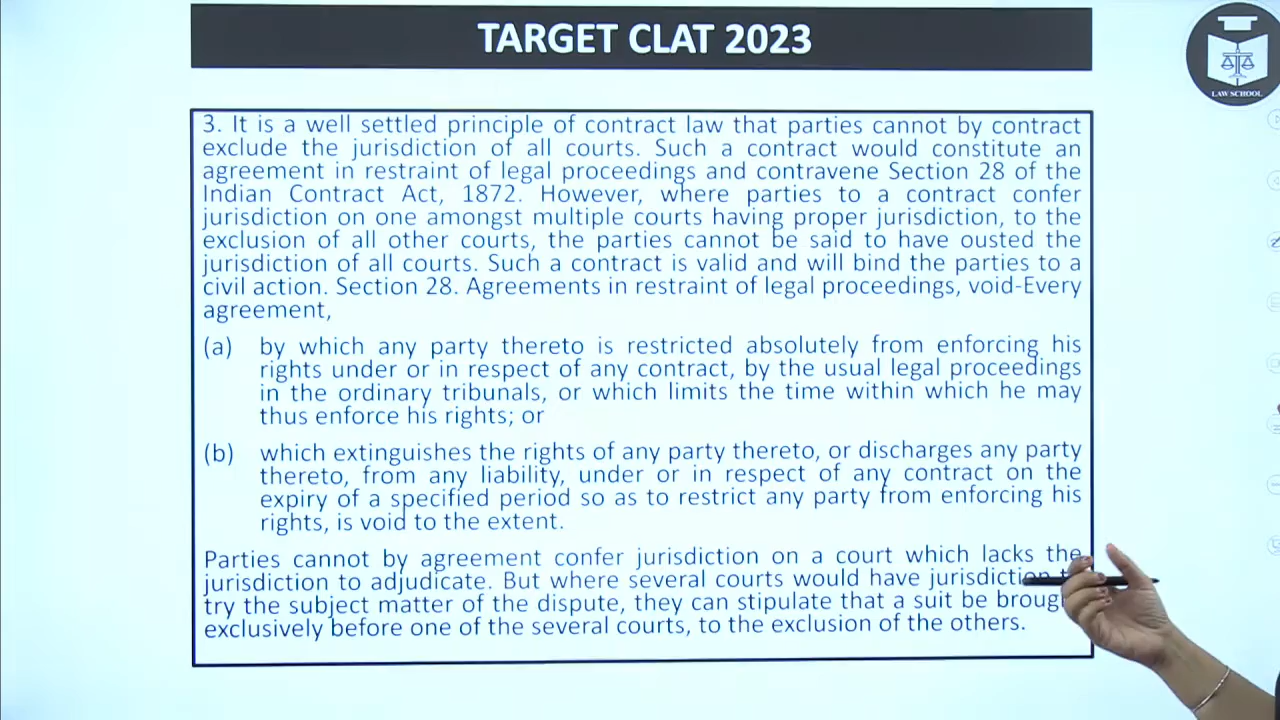 TARGET CLAT 2023
LAW SCHOOL
3. It is a well settled principle of contract law that parties cannot by contract
exclude the jurisdiction of all courts. Such a contract would constitute an
agreement in restraint of legal proceedings and contravene Section 28 of the
Indian Contract Act, 1872. However, where parties to a contract confer
jurisdiction on one amongst multiple courts having proper jurisdiction, to the
exclusion of all other courts, the parties cannot be said to have ousted the
jurisdiction of all courts. Such a contract is valid and will bind the parties to a
civil action. Section 28. Agreements in restraint of legal proceedings, void-Every
agreement,
(a) by which any party thereto is restricted absolutely from enforcing his
rights under or in respect of any contract, by the usual legal proceedings
in the ordinary tribunals, or which limits the time within which he may
thus enforce his rights; or
(b) which extinguishes the rights of any party thereto, or discharges any party
thereto, from any liability, under or in respect of any contract on the
expiry of a specified period so as to restrict any party from enforcing his
rights, is void to the extent.
Parties cannot by agreement confer jurisdiction on a court which lacks the
jurisdiction to adjudicate. But where several courts would have
try the subject matter of the dispute, they can stipulate that a suit be
exclusively before one of the several courts, to the exclusion of the others.